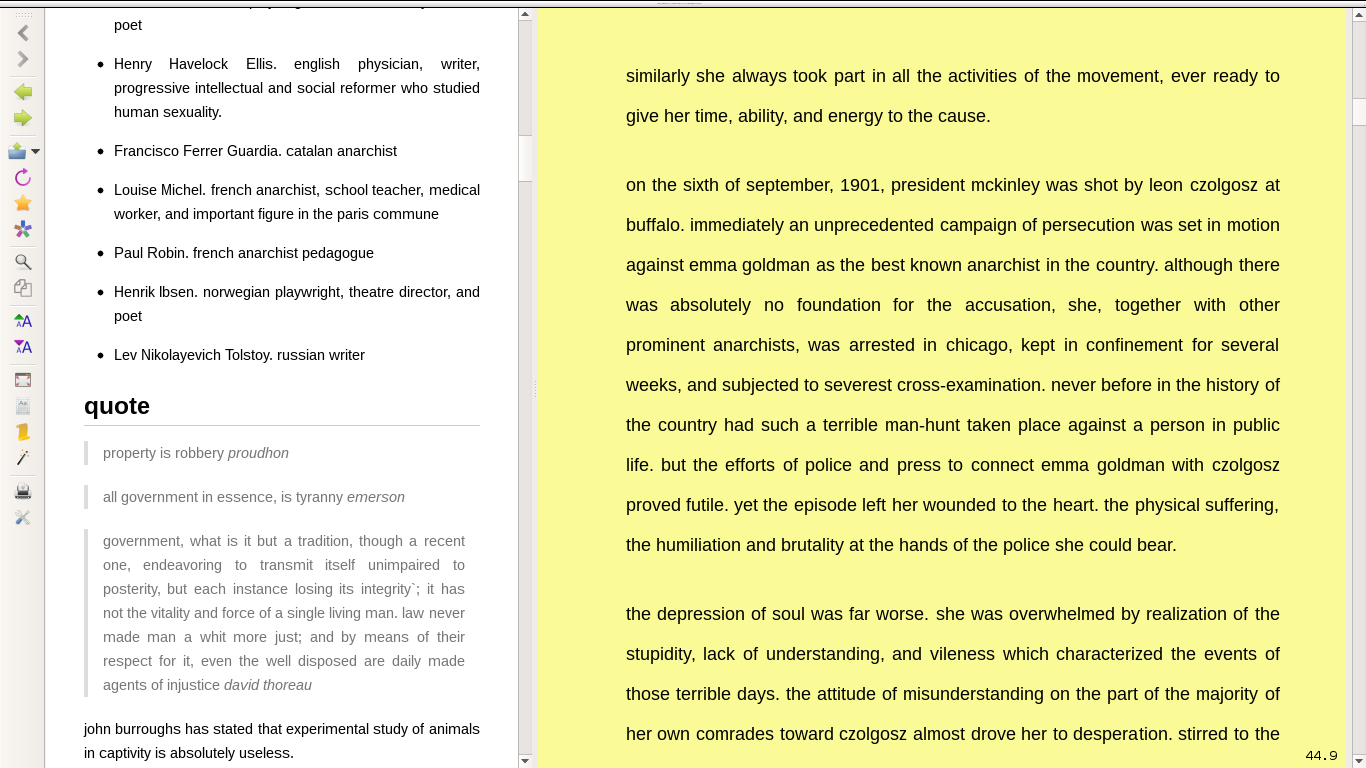 poet
Henry Havelock Ellis. english physician, writer,
progressive intellectual and social reformer who studied
human sexuality.
Francisco Ferrer Guardia. catalan anarchist
Louise Michel. french anarchist, school teacher, medical
worker, and important figure in the paris commune
Paul Robin. french anarchist pedagogue
Henrik Ibsen. norwegian playwright, theatre director, and
poet
Lev Nikolayevich Tolstoy. russian writer
quote
property is robbery proudhon
all government in essence, is tyranny emerson
government, what is it but a tradition, though a recent
one, endeavoring to transmit itself unimpaired to
posterity, but each instance losing its integrity`; it has
not the vitality and force of a single living man. law never
made man a whit more just; and by means of their
respect for it, even the well disposed are daily made
agents of injustice david thoreau
john burroughs has stated that experimental study of animals
in captivity is absolutely useless.
similarly she always took part in all the activities of the movement, ever ready to
give her time, ability, and energy to the cause.
on the sixth of september, 1901, president mckinley was shot by leon czolgosz at
buffalo. immediately an unprecedented campaign of persecution was set in motion
against emma goldman as the best known anarchist in the country. although there
was absolutely no foundation for the accusation, she, together with other
prominent anarchists, was arrested in chicago, kept in confinement for several
weeks, and subjected to severest cross-examination. never before in the history of
the country had such a terrible man-hunt taken place against a person in public
life. but the efforts of police and press to connect emma goldman with czolgosz
proved futile. yet the episode left her wounded to the heart. the physical suffering,
the humiliation and brutality at the hands of the police she could bear.
the depression of soul was far worse. she was overwhelmed by realization of the
stupidity, lack of understanding, and vileness which characterized the events of
those terrible days. the attitude of misunderstanding on the part of the majority of
her own comrades toward czolgosz almost drove her to desperation. stirred to the
44.9